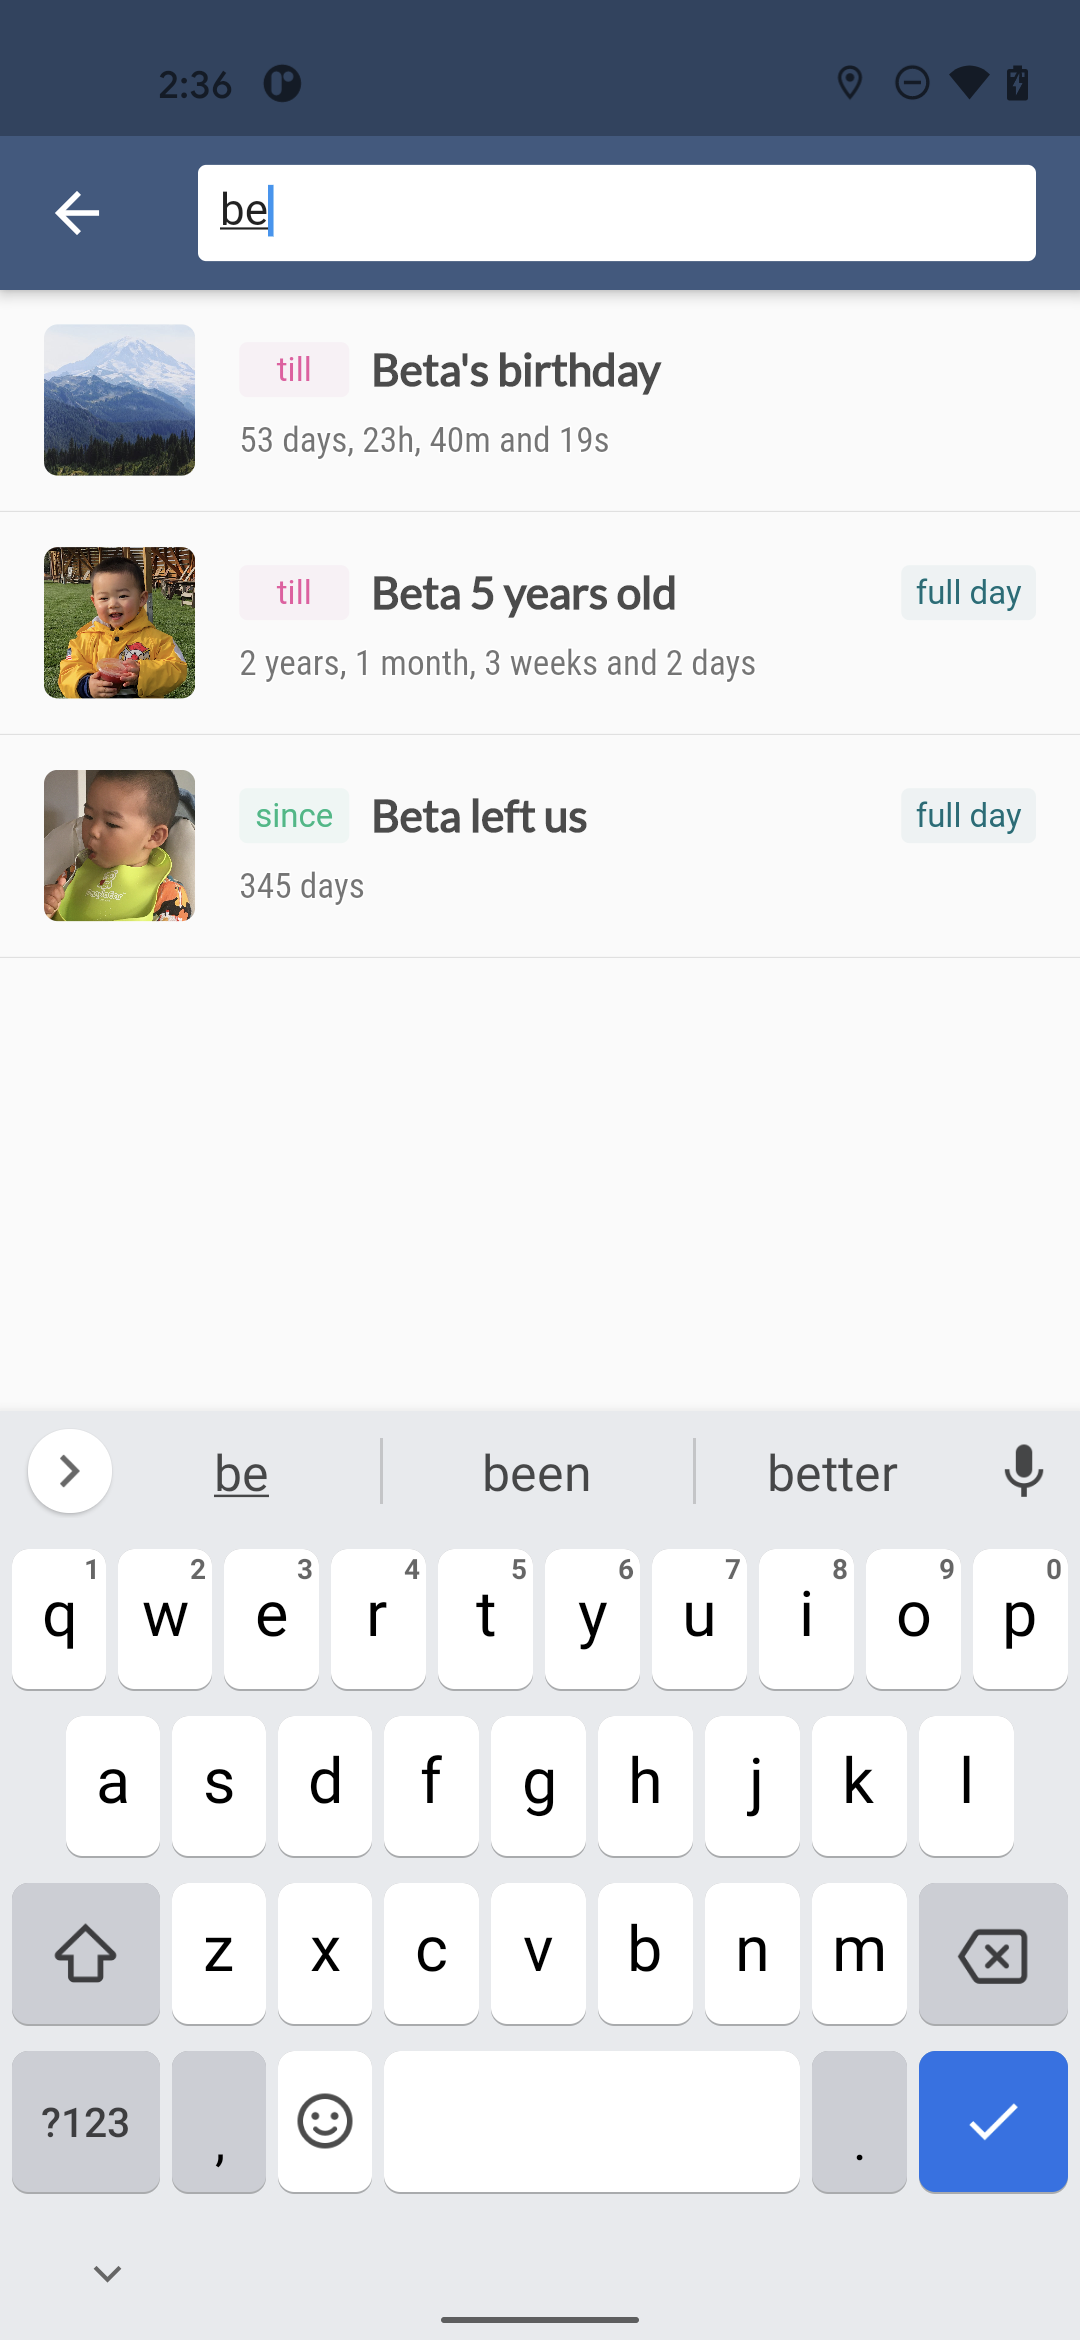 2:36
be
till Beta's birthday
53 days, 23h, 40m and 19s
till Beta 5 years old full day
2 years, 1 month, 3 weeks and 2 days
since Beta left us full day
345 days
be been better
1 2 3 4 5 6 7 8 9 0
q w e r t y u i o p
a s d f g h j k l
z x c v b n m
?123 , .